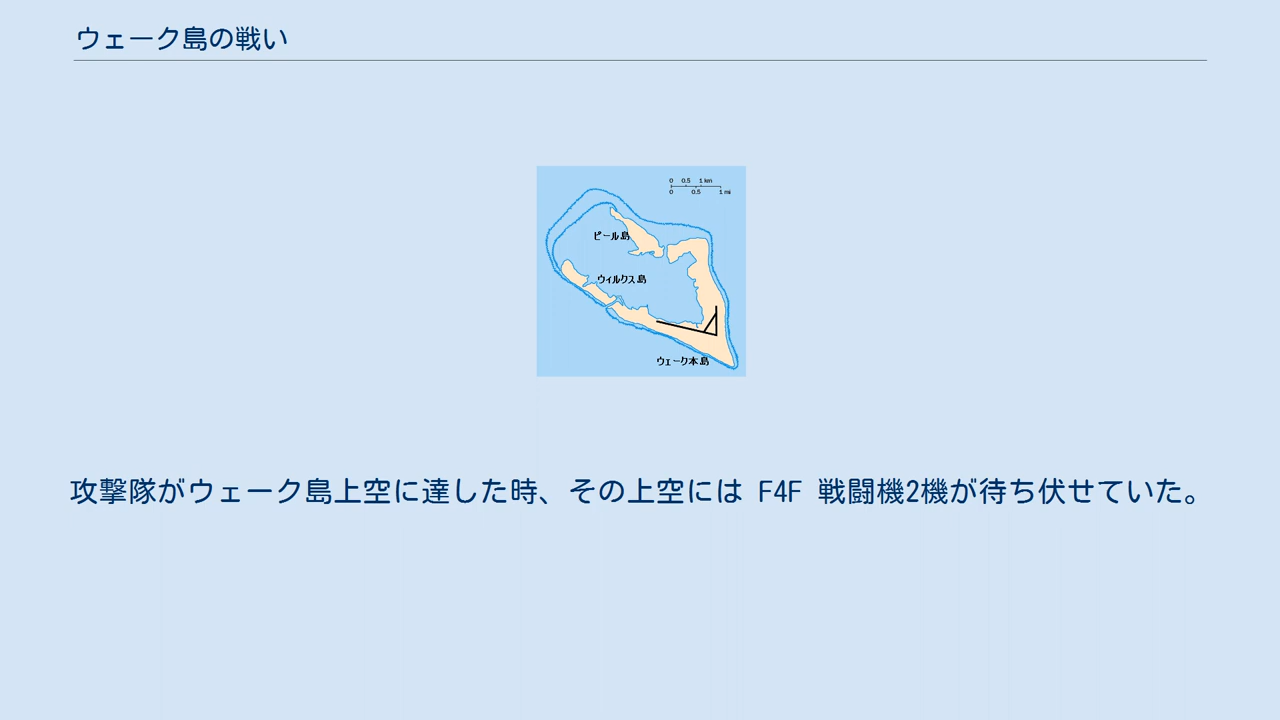 ウェーク島の戦い
0 0.5 1 km
0 0.5 1 mi
ピール島
ウィルクス島
ウェーク本島
攻撃隊がウェーク島上空に達した時、その上空には F4F 戦闘機2機が待ち伏せていた。